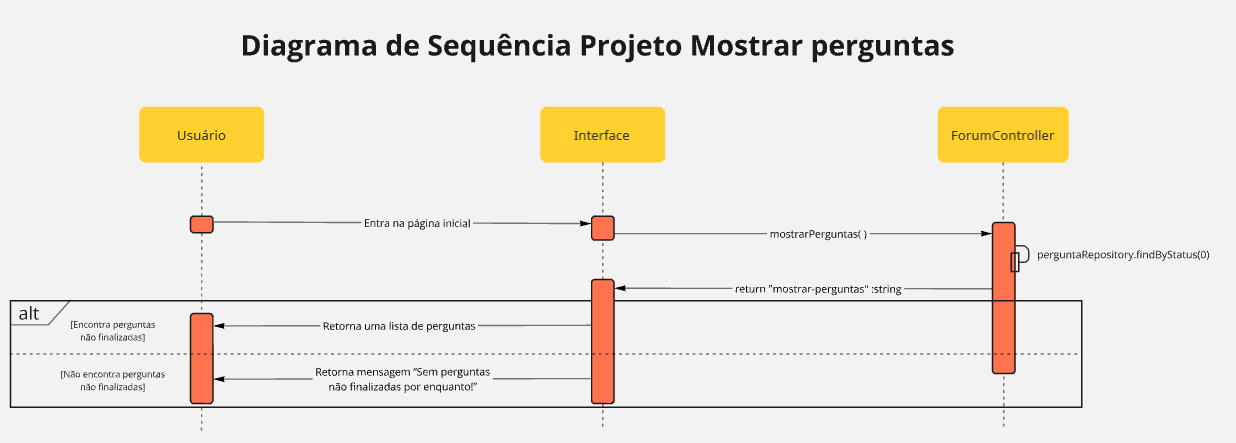 Diagrama de Sequência Projeto Mostrar perguntas
Usuário
Interface
ForumController
Entra na página inicial
mostrarPerguntas( )
perguntaRepository.findByStatus(0)
return "mostrar-perguntas" :string
alt
[Encontra perguntas
não finalizadas]
Retorna uma lista de perguntas
[Não encontra perguntas
não finalizadas]
Retorna mensagem “Sem perguntas
não finalizadas por enquanto!”